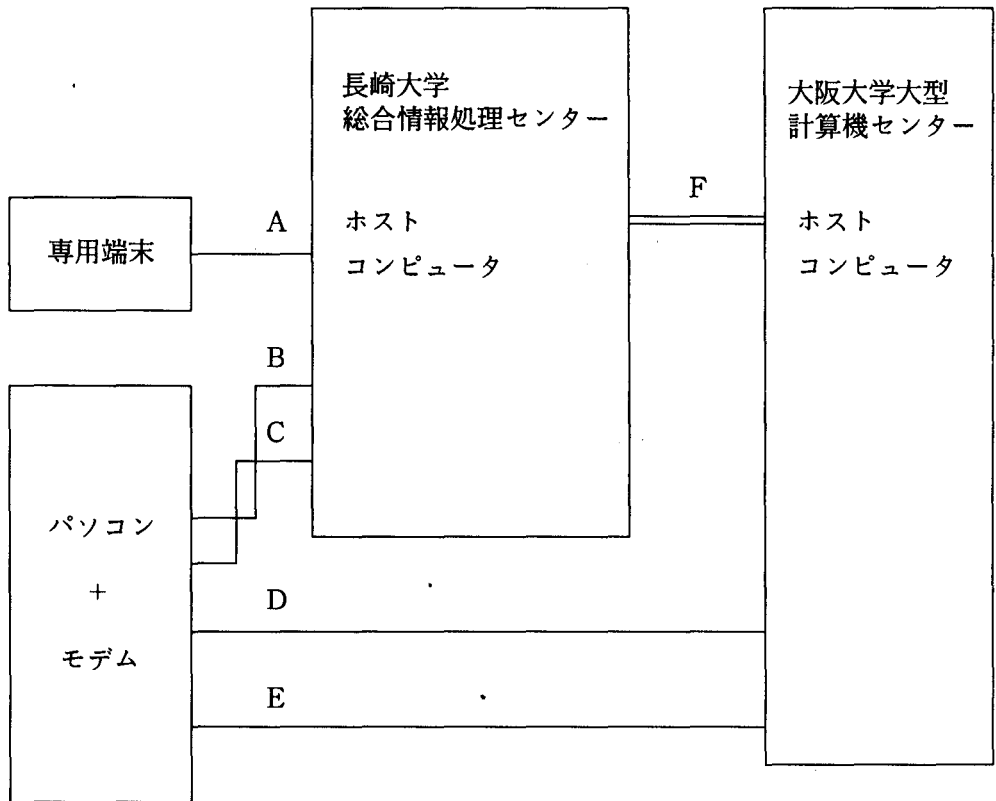 長崎大学
総合情報処理センター
ホスト
コンピュータ
大阪大学大型
計算機センター
ホスト
コンピュータ
F
専用端末
A
B
C
パソコン
+
モデム
D
E